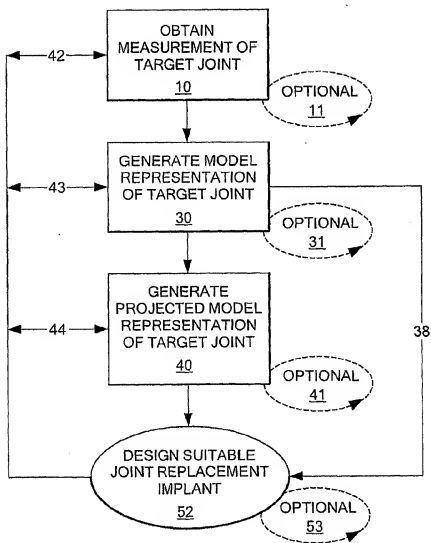 OBTAIN
MEASUREMENT OF
TARGET JOINT
10
42
OPTIONAL
11
GENERATE MODEL
REPRESENTATION
OF TARGET JOINT
30
43
OPTIONAL
31
GENERATE
PROJECTED MODEL
REPRESENTATION
OF TARGET JOINT
40
44
38
OPTIONAL
41
DESIGN SUITABLE
JOINT REPLACEMENT
IMPLANT
52
OPTIONAL
53